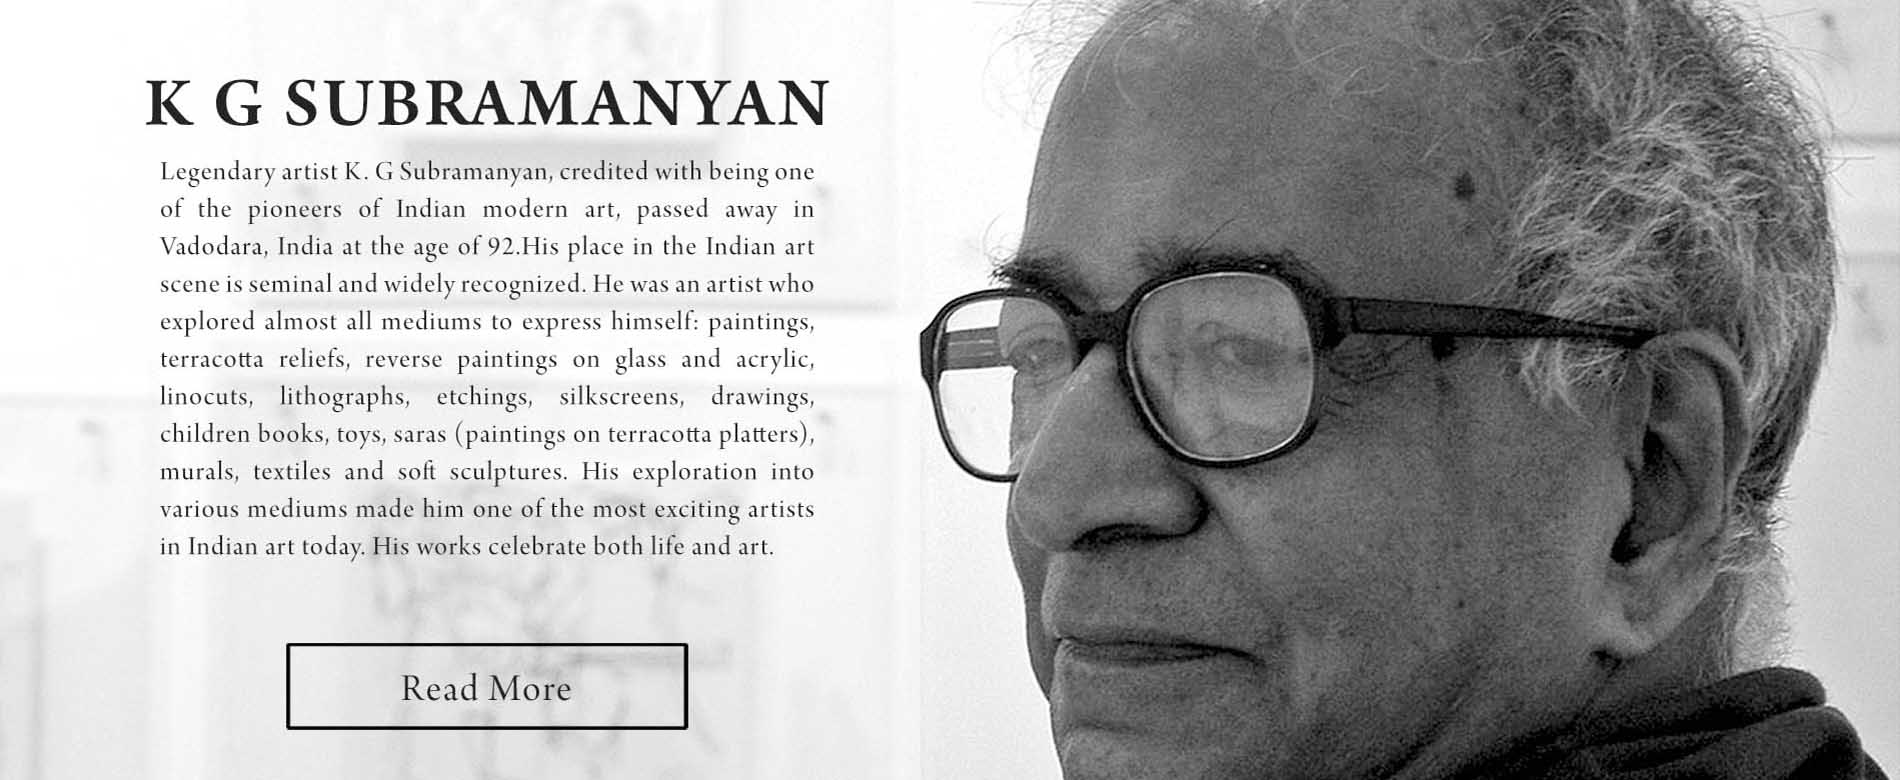 K G SUBRAMANYAN
Legendary artist K. G Subramanyan, credited with being one
of the pioneers of Indian modern art, passed away in
Vadodara, India at the age of 92.His place in the Indian art
scene is seminal and widely recognized. He was an artist who
explored almost all mediums to express himself: paintings,
terracotta reliefs, reverse paintings on glass and acrylic,
linocuts, lithographs, etchings, silkscreens, drawings,
children books, toys, saras (paintings on terracotta platters),
murals, textiles and soft sculptures. His exploration into
various mediums made him one of the most exciting artists
in Indian art today. His works celebrate both life and art.
Read More